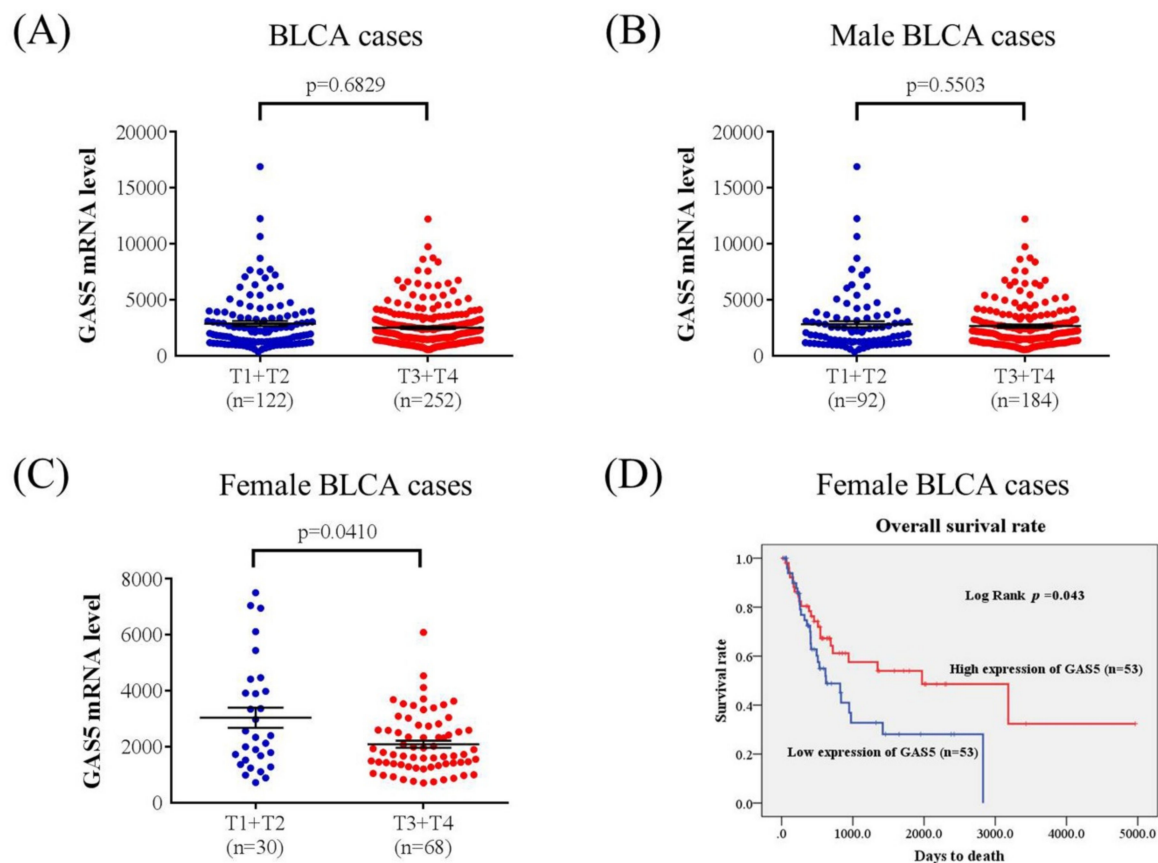 (A)
BLCA cases
p=0.6829
GAS5 mRNA level
20000
15000
10000
5000
0
T1+T2
(n=122)
T3+T4
(n=252)
(B)
Male BLCA cases
p=0.5503
GAS5 mRNA level
20000
15000
10000
5000
0
T1+T2
(n=92)
T3+T4
(n=184)
(C)
Female BLCA cases
p=0.0410
GAS5 mRNA level
8000
6000
4000
2000
0
T1+T2
(n=30)
T3+T4
(n=68)
(D)
Female BLCA cases
Overall surival rate
Survival rate
1.0
0.8
0.6
0.4
0.2
0.0
Log Rank p =0.043
High expression of GAS5 (n=53)
Low expression of GAS5 (n=53)
.0 1000.0 2000.0 3000.0 4000.0 5000.0
Days to death